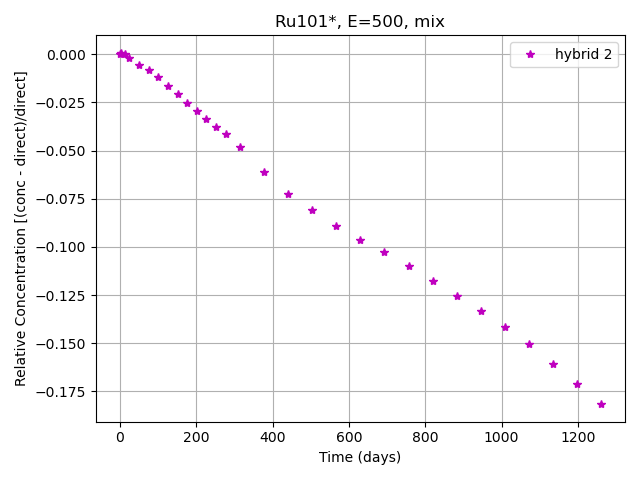 Ru101*, E=500, mix
hybrid 2
0.000
−0.025
−0.050
−0.075
−0.100
−0.125
−0.150
−0.175
Relative Concentration [(conc - direct)/direct]
0 200 400 600 800 1000 1200
Time (days)